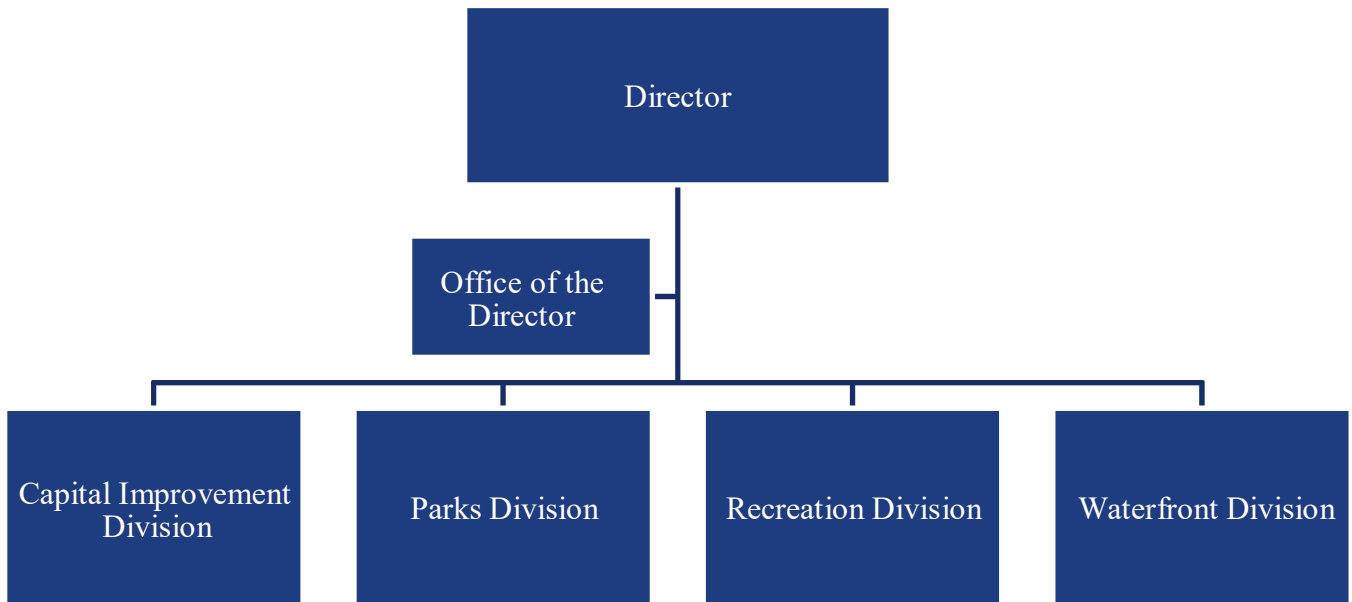 Director
Office of the
Director
Capital Improvement
Division
Parks Division
Recreation Division
Waterfront Division